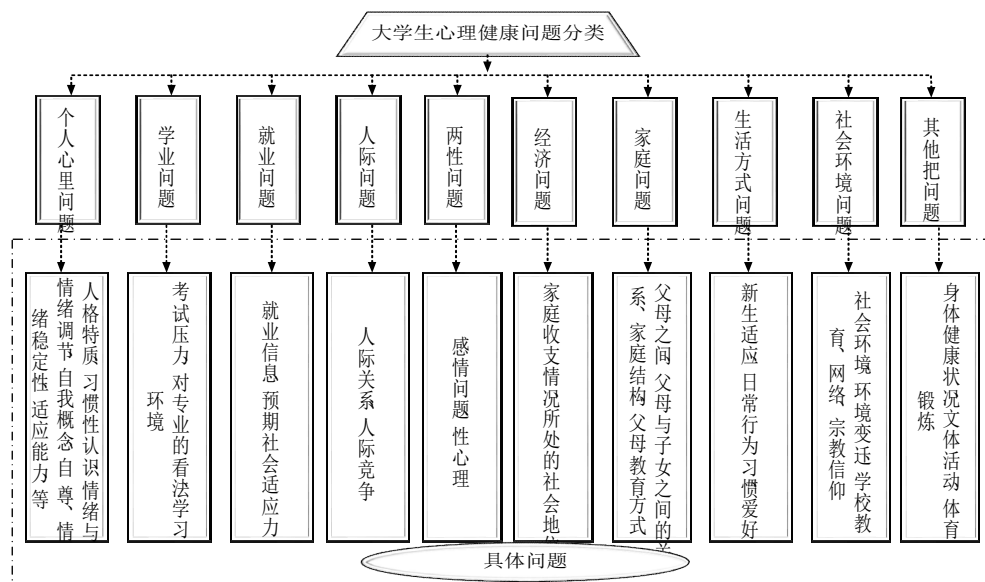 大学生心理健康问题分类
个人心里问题
学业问题
就业问题
人际问题
两性问题
经济问题
家庭问题
生活方式问题
社会环境问题
其他把问题
人格特质、习惯性认识、情绪与
情绪调节、自我概念、自 尊、情
绪稳定性、适应能力、等
考试压力、对专业的看法学习
环境
就业信息、预期社会适应力
人际关系、人际竞争
感情问题、性心理
家庭收支情况所处的社会地
父母之间、父母与子女之间的关
系、家庭结构、父母教育方式
新生适应、日常行为习惯爱好
社会环境、环境变迁、学校教
育、网络、宗教信仰
身体健康状况文体活动、体育
锻炼
具体问题